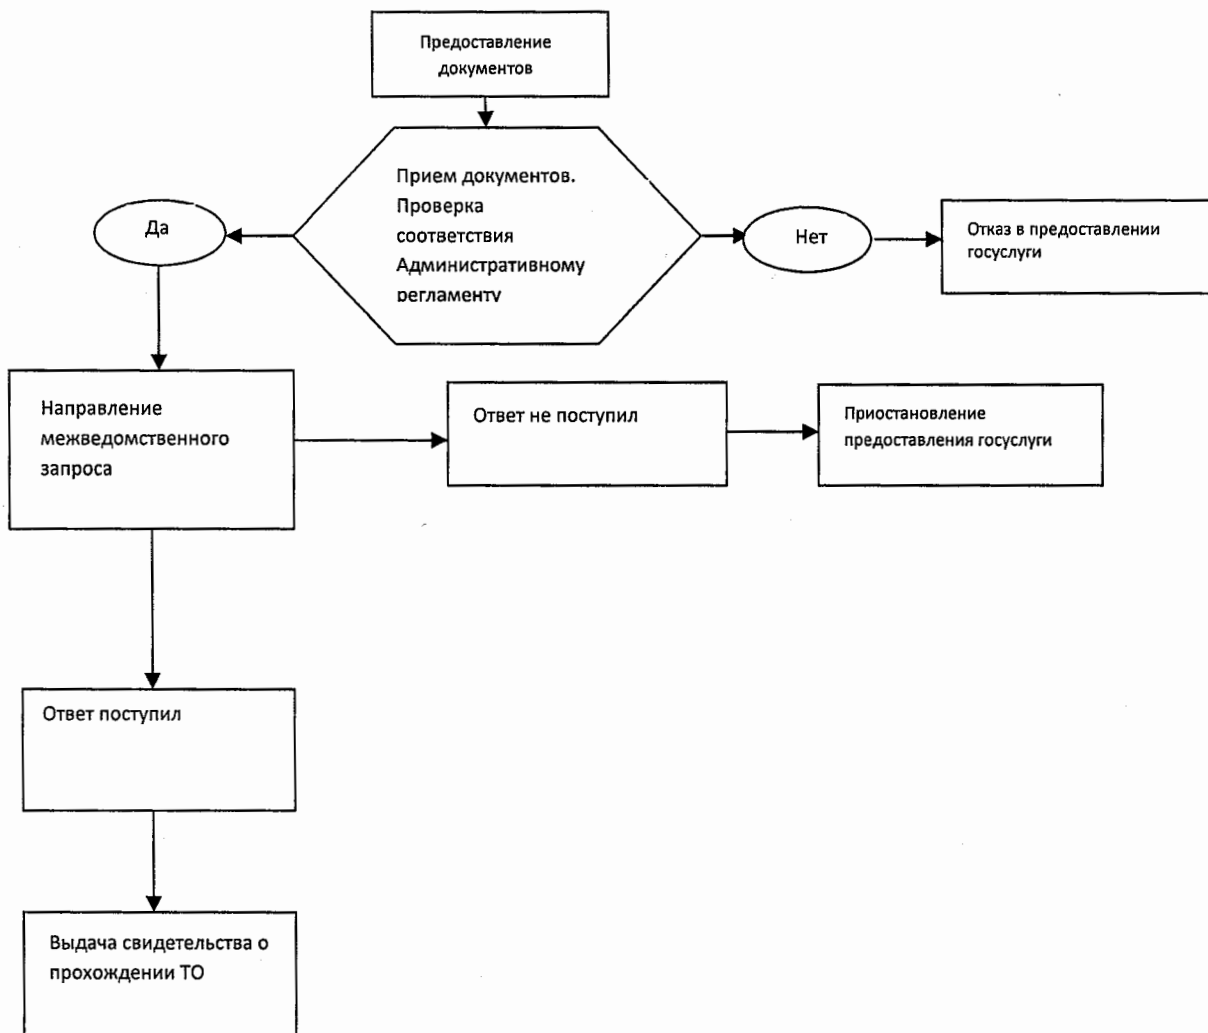 Предоставление
документов
Прием документов.
Проверка
соответствия
Административному
регламенту
Да
Нет
Отказ в предоставлении
госуслуги
Направление
межведомственного
запроса
Ответ не поступил
Приостановление
предоставления госуслуги
Ответ поступил
Выдача свидетельства о
прохождении ТО